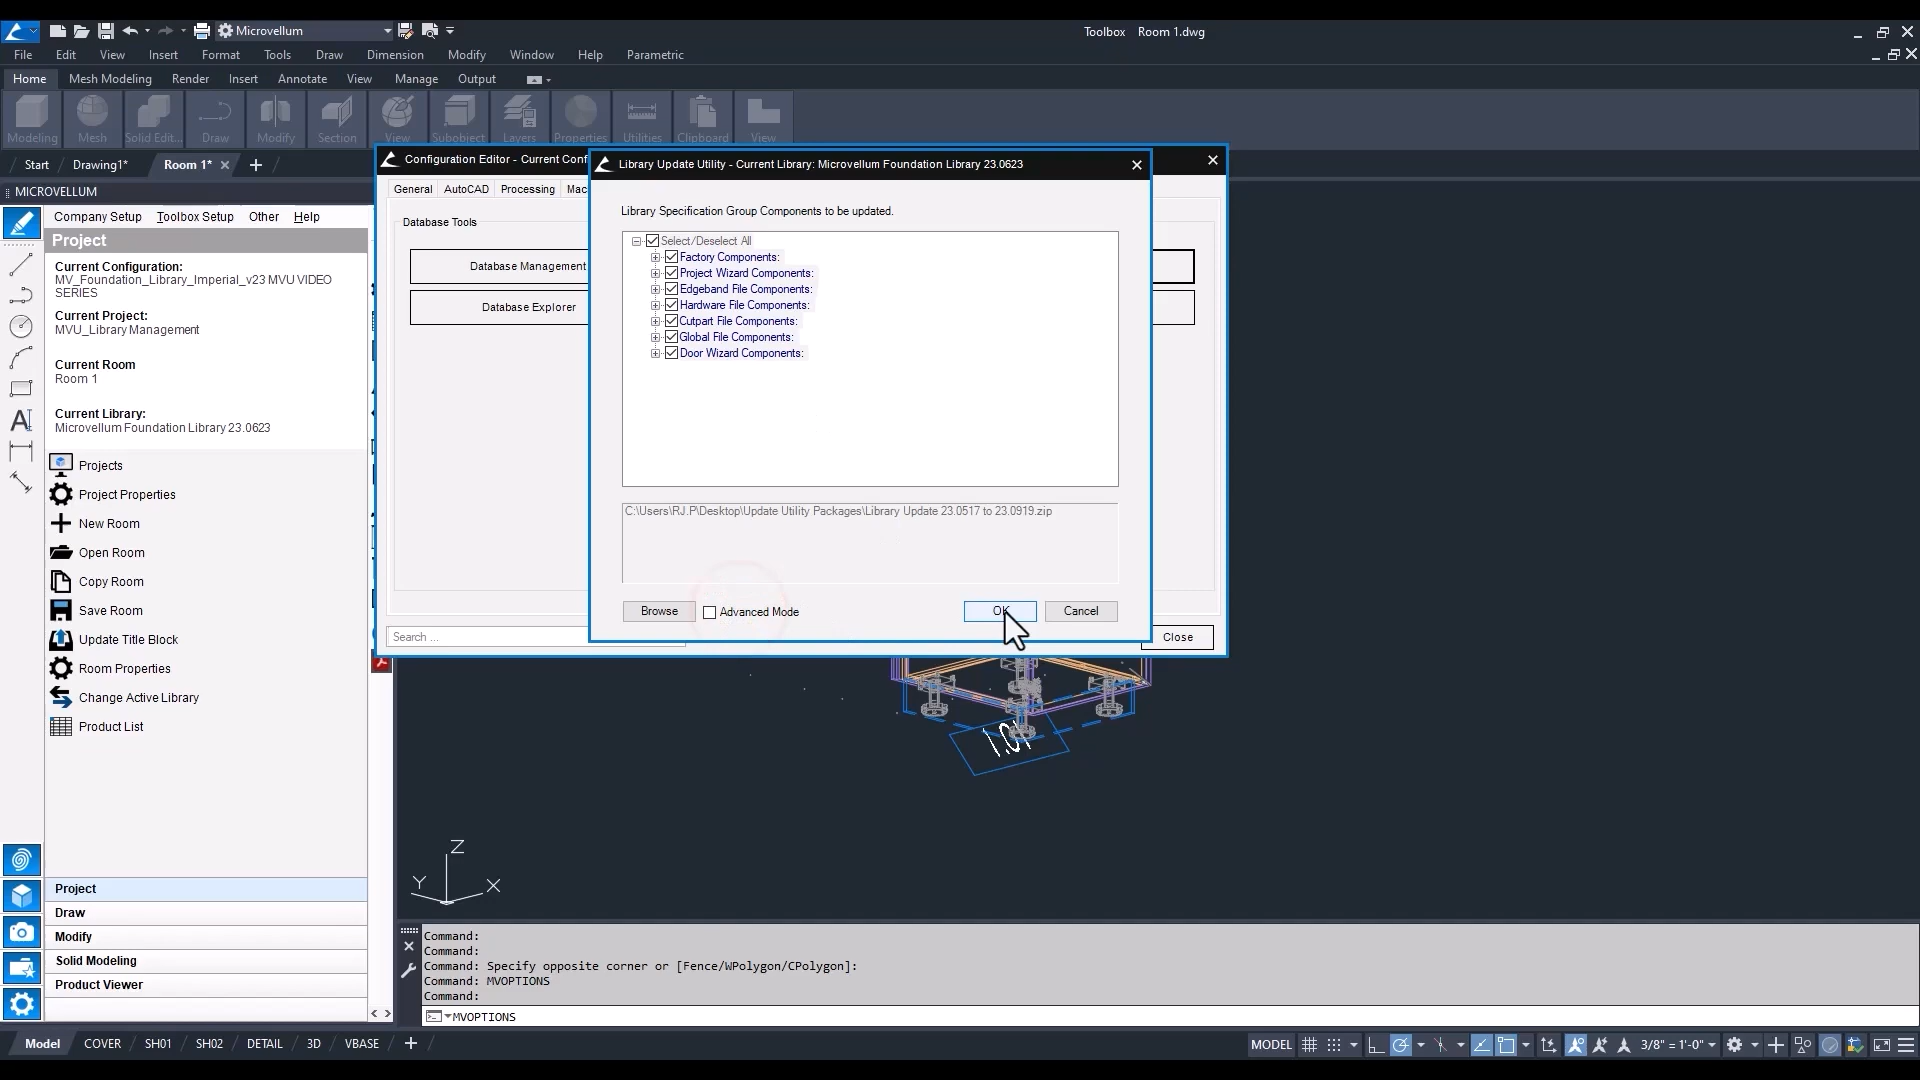 Microvellum
Toolbox Room 1.dwg
File Edit View Insert Format Tools Draw Dimension Modify Window Help Parametric
Home Mesh Modeling Render Insert Annotate View Manage Output
Modeling Mesh Solid Edit... Draw Modify Section View Subobject Layers Properties Utilities Clipboard View
Start Drawing1* Room 1*
MICROVELLUM
Company Setup Toolbox Setup Other Help
Project
Current Configuration:
MV_Foundation_Library_Imperial_v23 MVU VIDEO
SERIES
Current Project:
MVU_Library Management
Current Room
Room 1
Current Library:
Microvellum Foundation Library 23.0623
Projects
Project Properties
New Room
Open Room
Copy Room
Save Room
Update Title Block
Room Properties
Change Active Library
Product List
Project
Draw
Modify
Solid Modeling
Product Viewer
Configuration Editor - Current Conf
General AutoCAD Processing Mac
Database Tools
Database Management
Database Explorer
Search ...
Close
Library Update Utility - Current Library: Microvellum Foundation Library 23.0623
Library Specification Group Components to be updated.
Select/Deselect All
Factory Components:
Project Wizard Components:
Edgeband File Components:
Hardware File Components:
Cutpart File Components:
Global File Components:
Door Wizard Components:
C:\Users\RJ.P\Desktop\Update Utility Packages\Library Update 23.0517 to 23.0919.zip
Browse Advanced Mode OK Cancel
1.01
Z
Y X
Command:
Command:
Command: Specify opposite corner or [Fence/WPolygon/CPolygon]:
Command: MVOPTIONS
Command:
MVOPTIONS
Model COVER SH01 SH02 DETAIL 3D VBASE
MODEL 3/8" = 1'-0"